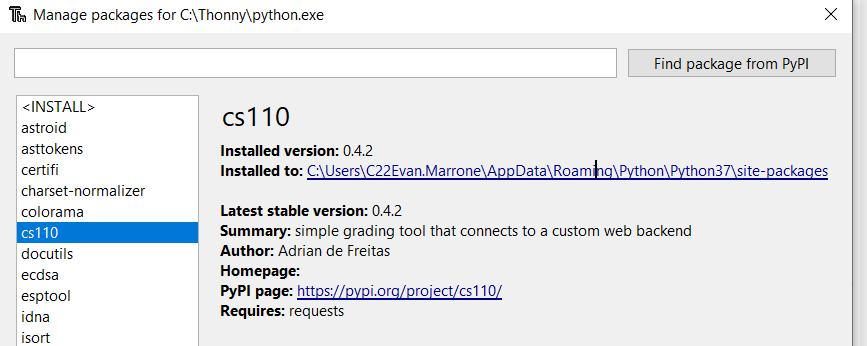 Manage packages for C:\Thonny\python.exe
Find package from PyPI
<INSTALL>
astroid
asttokens
certifi
charset-normalizer
colorama
cs110
docutils
ecdsa
esptool
idna
isort
cs110
Installed version: 0.4.2
Installed to: C:\Users\C22Evan.Marrone\AppData\Roaming\Python\Python37\site-packages
Latest stable version: 0.4.2
Summary: simple grading tool that connects to a custom web backend
Author: Adrian de Freitas
Homepage:
PyPI page: https://pypi.org/project/cs110/
Requires: requests